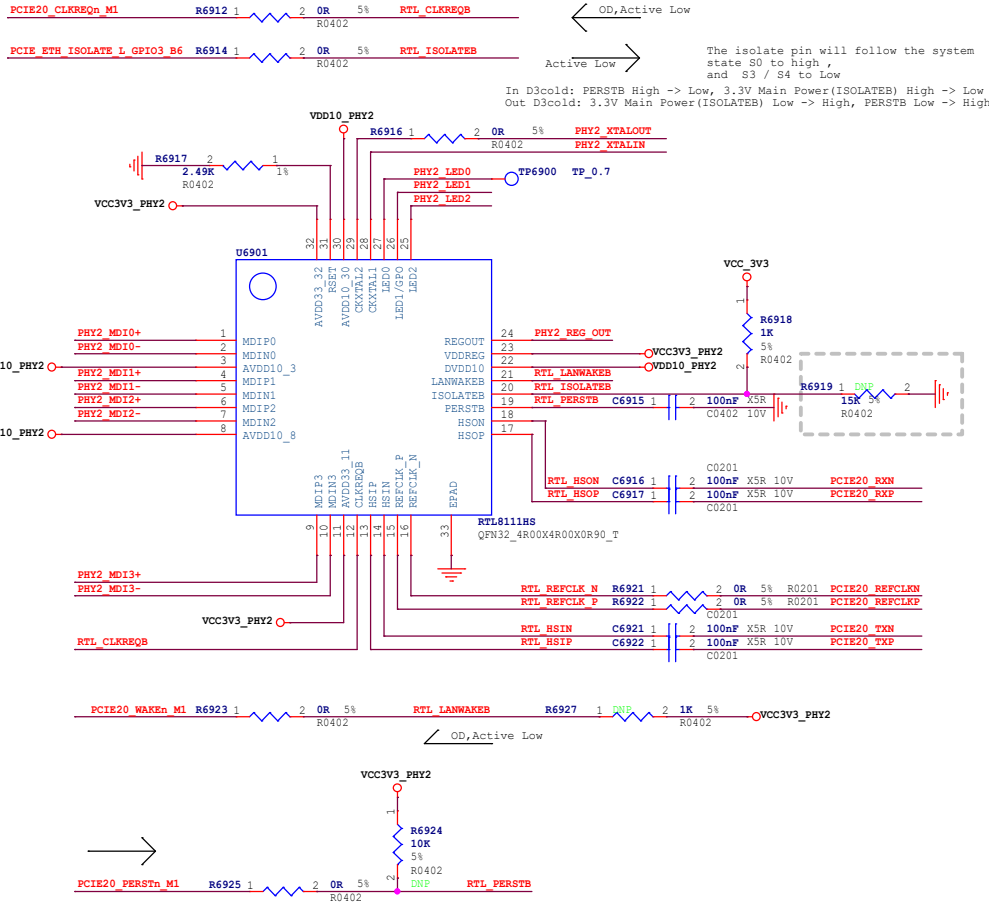 PCIE20_CLKREQn_M1 R6912 1 2 0R 5% RTL_CLKREQB
R0402
OD,Active Low
PCIE_ETH_ISOLATE_L_GPIO3_B6 R6914 1 2 0R 5% RTL_ISOLATEB
R0402
Active Low
The isolate pin will follow the system
state S0 to high ,
and S3 / S4 to Low
In D3cold: PERSTB High -> Low, 3.3V Main Power(ISOLATEB) High -> Low
Out D3cold: 3.3V Main Power(ISOLATEB) Low -> High, PERSTB Low -> High
VDD10_PHY2
R6916 1 2 0R 5% PHY2_XTALOUT
R0402
PHY2_XTALIN
R6917 2 1
2.49K 1%
R0402
PHY2_LED0 TP6900 TP_0.7
PHY2_LED1
PHY2_LED2
VCC3V3_PHY2
32 31 30 29 28 27 26 25
U6901
AVDD33_32
RSET
AVDD10_30
CKXTAL2
CKXTAL1
LED0
LED1/GPO
LED2
VCC_3V3
1
R6918
1K
5%
R0402
2
PHY2_MDI0+ 1 MDIP0
PHY2_MDI0- 2 MDIN0
10_PHY2 3 AVDD10_3
PHY2_MDI1+ 4 MDIP1
PHY2_MDI1- 5 MDIN1
PHY2_MDI2+ 6 MDIP2
PHY2_MDI2- 7 MDIN2
10_PHY2 8 AVDD10_8
REGOUT 24 PHY2_REG_OUT
VDDREG 23 VCC3V3_PHY2
DVDD10 22 VDD10_PHY2
LANWAKEB 21 RTL_LANWAKEB
ISOLATEB 20 RTL_ISOLATEB
PERSTB 19 RTL_PERSTB C6915 1 2 100nF X5R
C0402 10V
HSON 18
HSOP 17
R6919 1 DNP 2
15K 5%
R0402
C0201
RTL_HSON C6916 1 2 100nF X5R 10V PCIE20_RXN
RTL_HSOP C6917 1 2 100nF X5R 10V PCIE20_RXP
C0201
MDIP3
MDIN3
AVDD33_11
CLKREQB
HSIP
HSIN
REFCLK_P
REFCLK_N
EPAD
9 10 11 12 13 14 15 16 33
RTL8111HS
QFN32_4R00X4R00X0R90_T
PHY2_MDI3+
PHY2_MDI3-
RTL_REFCLK_N R6921 1 2 0R 5% R0201 PCIE20_REFCLKN
RTL_REFCLK_P R6922 1 2 0R 5% R0201 PCIE20_REFCLKP
C0201
VCC3V3_PHY2
RTL_HSIN C6921 1 2 100nF X5R 10V PCIE20_TXN
RTL_HSIP C6922 1 2 100nF X5R 10V PCIE20_TXP
C0201
RTL_CLKREQB
PCIE20_WAKEn_M1 R6923 1 2 0R 5% RTL_LANWAKEB R6927 1 DNP 2 1K 5% VCC3V3_PHY2
R0402 R0402
OD,Active Low
VCC3V3_PHY2
1
R6924
10K
5%
R0402
2
PCIE20_PERSTn_M1 R6925 1 2 0R 5% DNP RTL_PERSTB
R0402